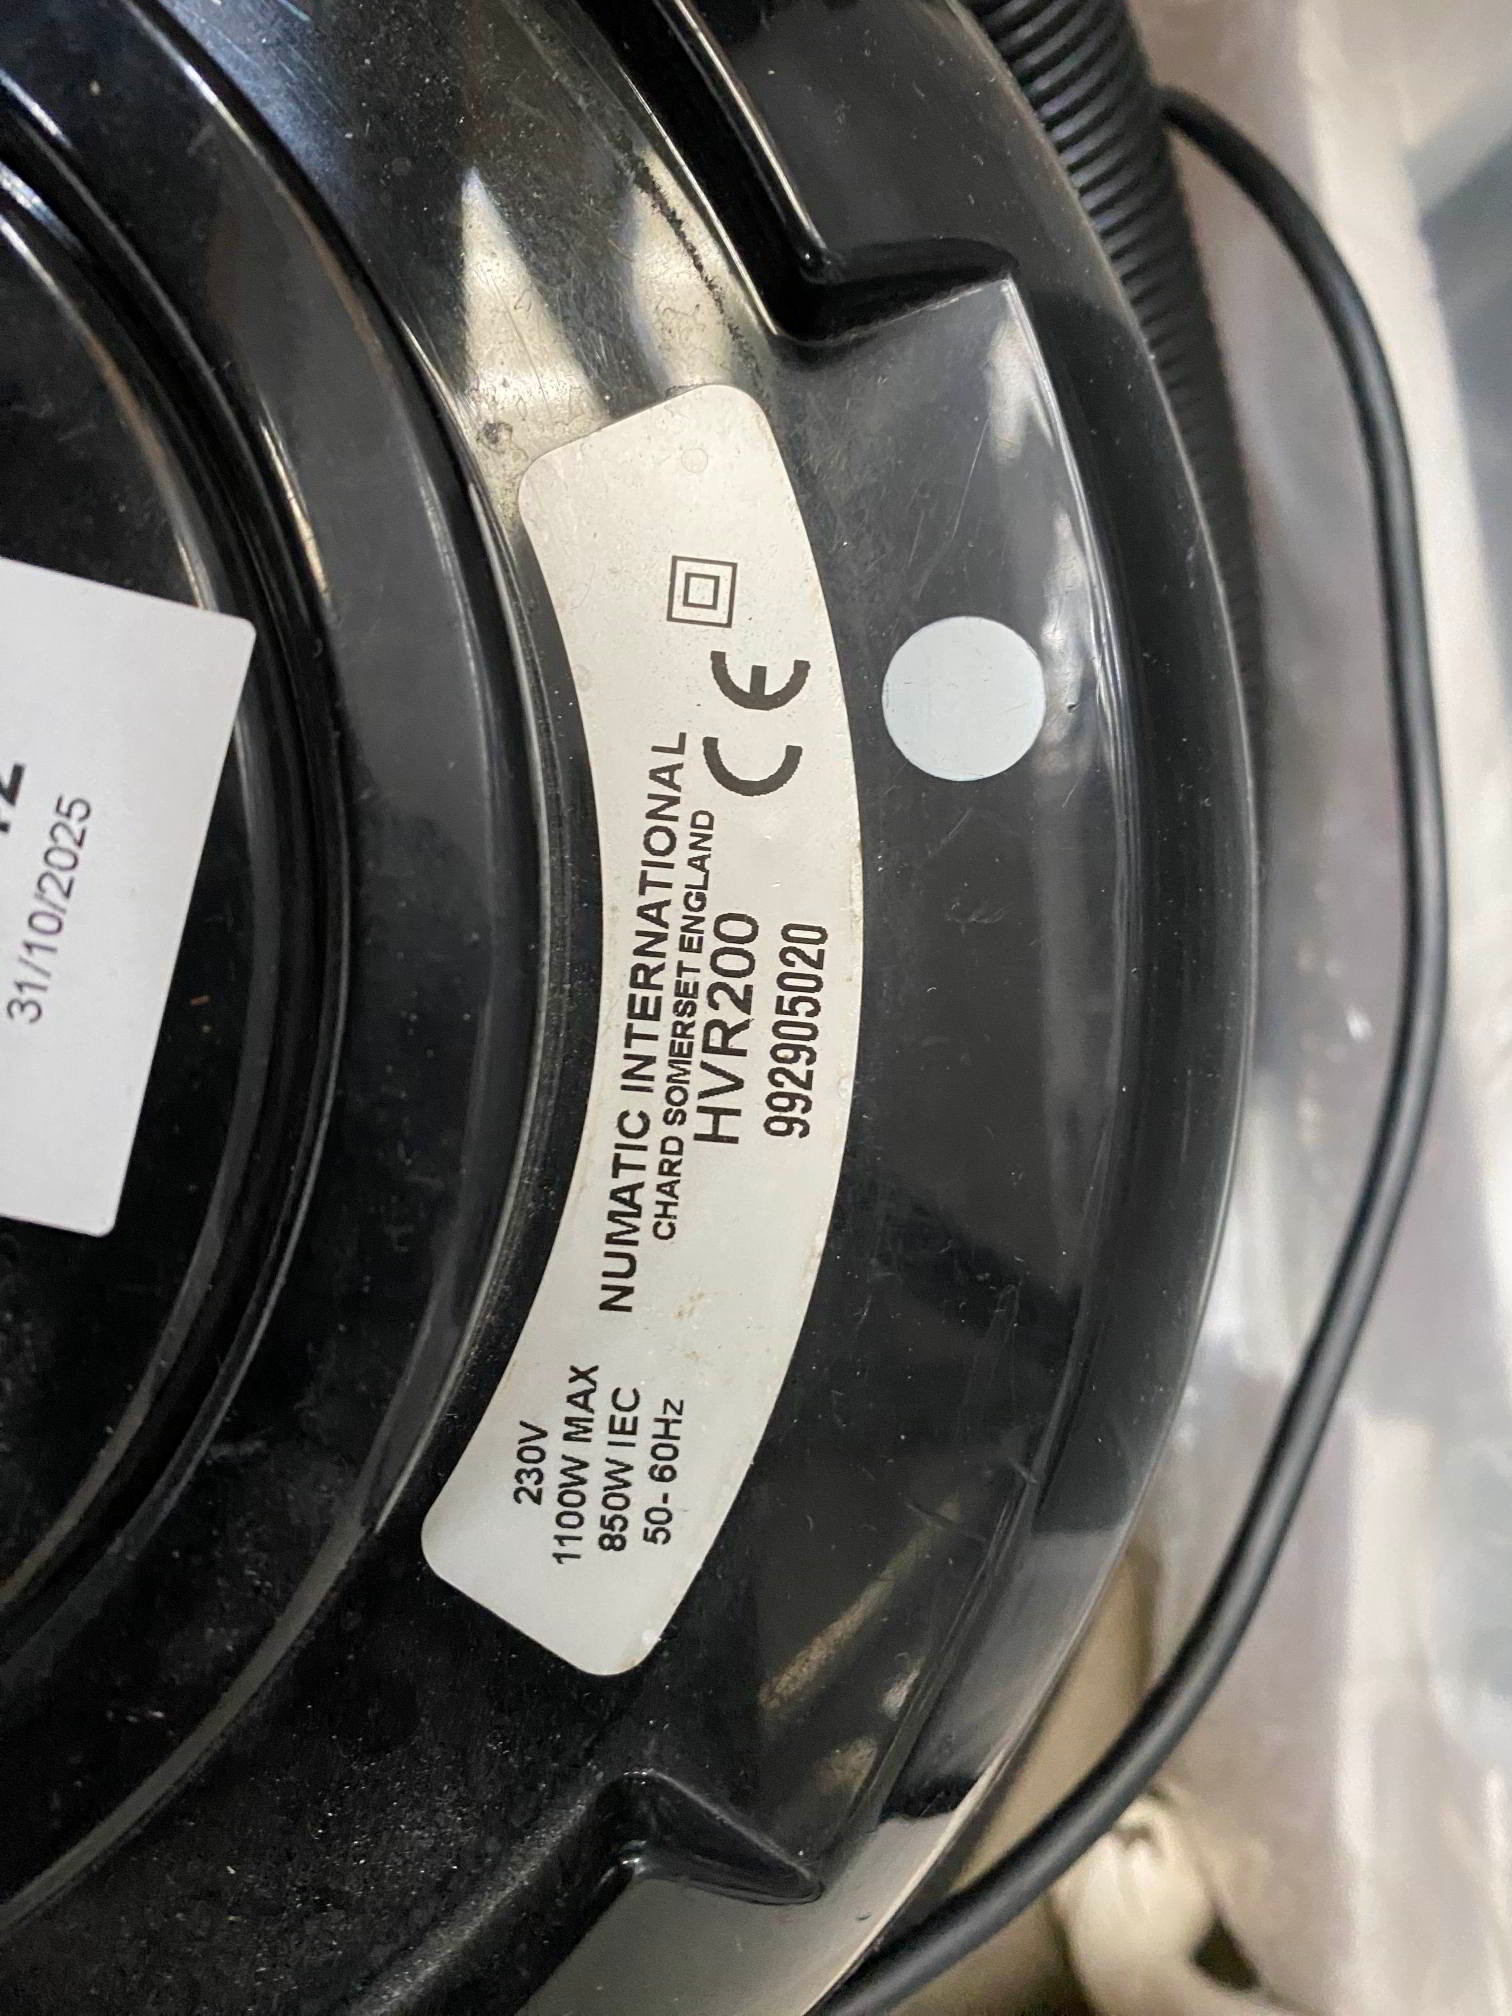 230V
1100W MAX
850W IEC
50-60Hz
NUMATIC INTERNATIONAL
CHARD SOMERSET ENGLAND
HVR200
992905020
CE
31/10/2025